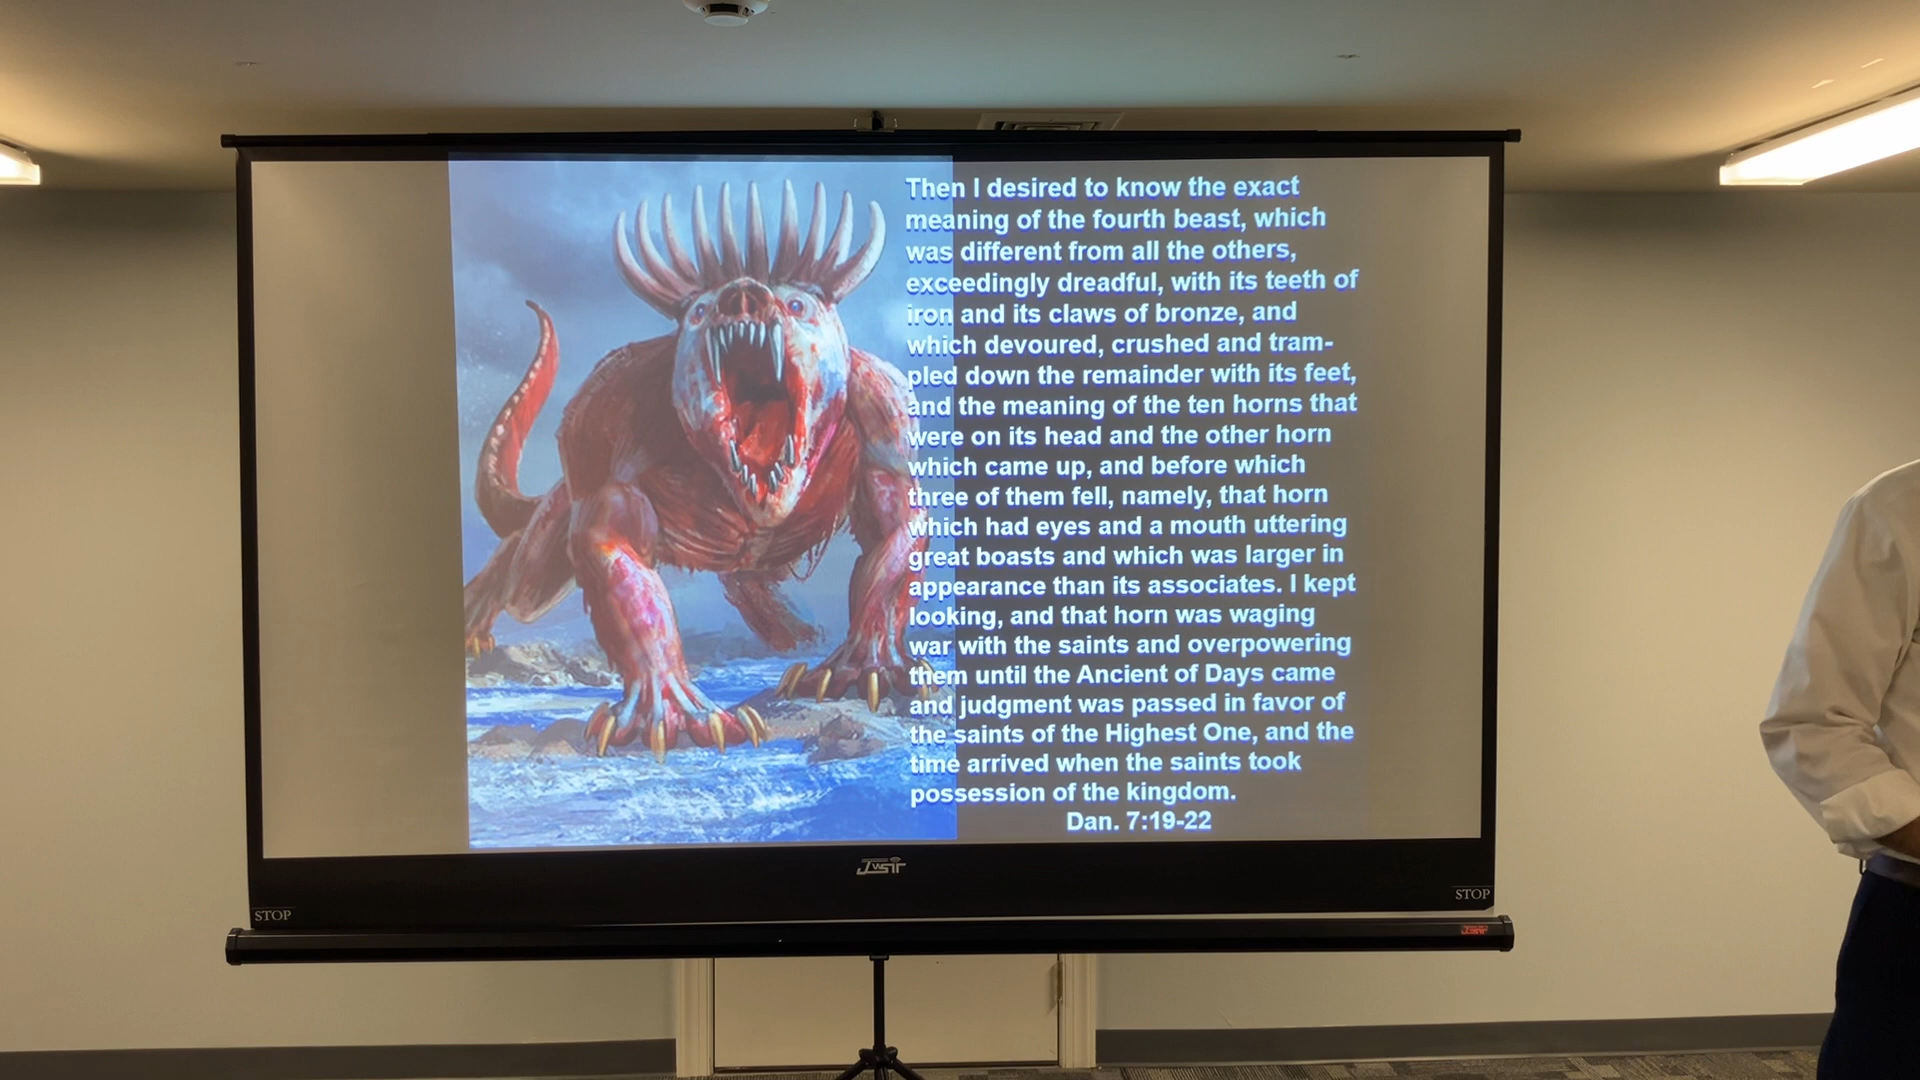 Then I desired to know the exact
meaning of the fourth beast, which
was different from all the others,
exceedingly dreadful, with its teeth of
iron and its claws of bronze, and
which devoured, crushed and tram-
pled down the remainder with its feet,
and the meaning of the ten horns that
were on its head and the other horn
which came up, and before which
three of them fell, namely, that horn
which had eyes and a mouth uttering
great boasts and which was larger in
appearance than its associates. I kept
looking, and that horn was waging
war with the saints and overpowering
them until the Ancient of Days came
and judgment was passed in favor of
the saints of the Highest One, and the
time arrived when the saints took
possession of the kingdom.
Dan. 7:19-22
JWSIT
STOP
STOP
JWSIT